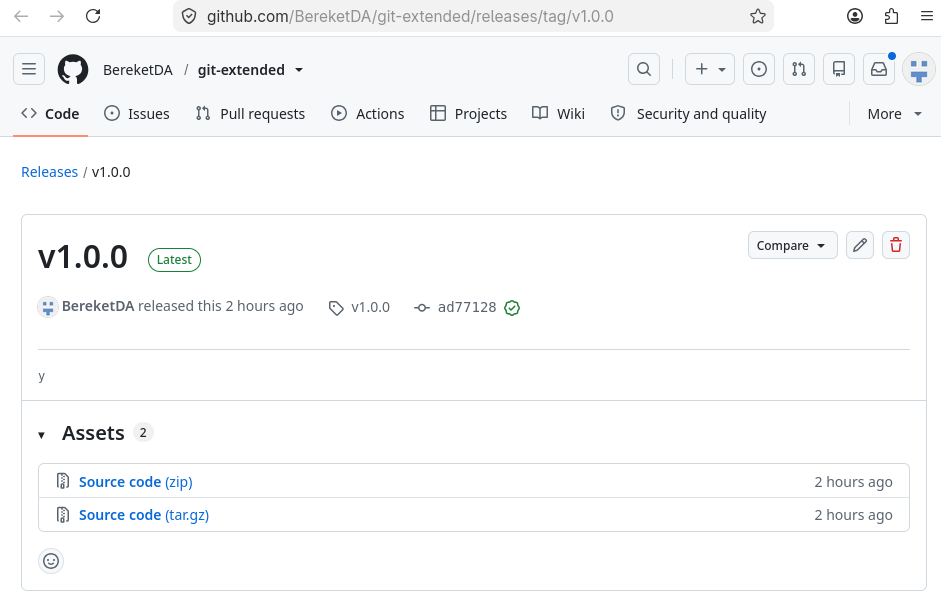 github.com/BereketDA/git-extended/releases/tag/v1.0.0
BereketDA / git-extended
Code Issues Pull requests Actions Projects Wiki Security and quality More
Releases / v1.0.0
v1.0.0 Latest Compare
BereketDA released this 2 hours ago v1.0.0 ad77128
y
Assets 2
Source code (zip) 2 hours ago
Source code (tar.gz) 2 hours ago